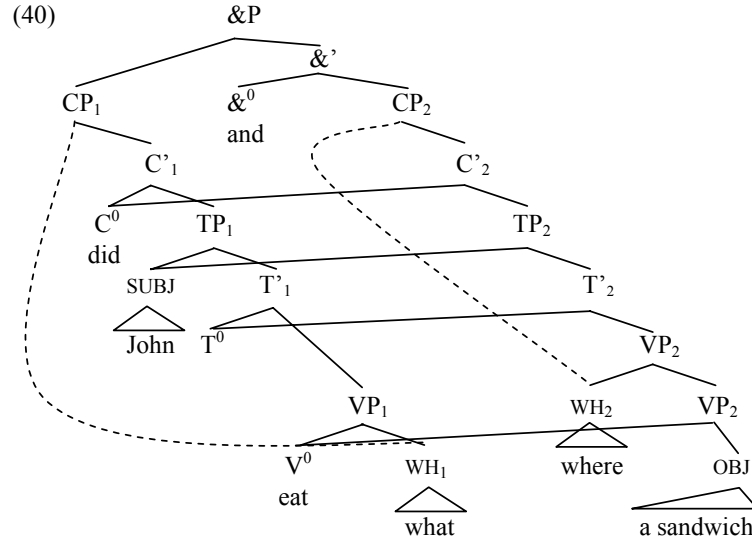 (40) &P
&’
CP₁ &⁰ CP₂
and
C’₁ C’₂
C⁰ TP₁ TP₂
did
SUBJ T’₁ T’₂
John T⁰ VP₂
VP₁ WH₂ VP₂
V⁰ WH₁ where OBJ
eat
what a sandwich